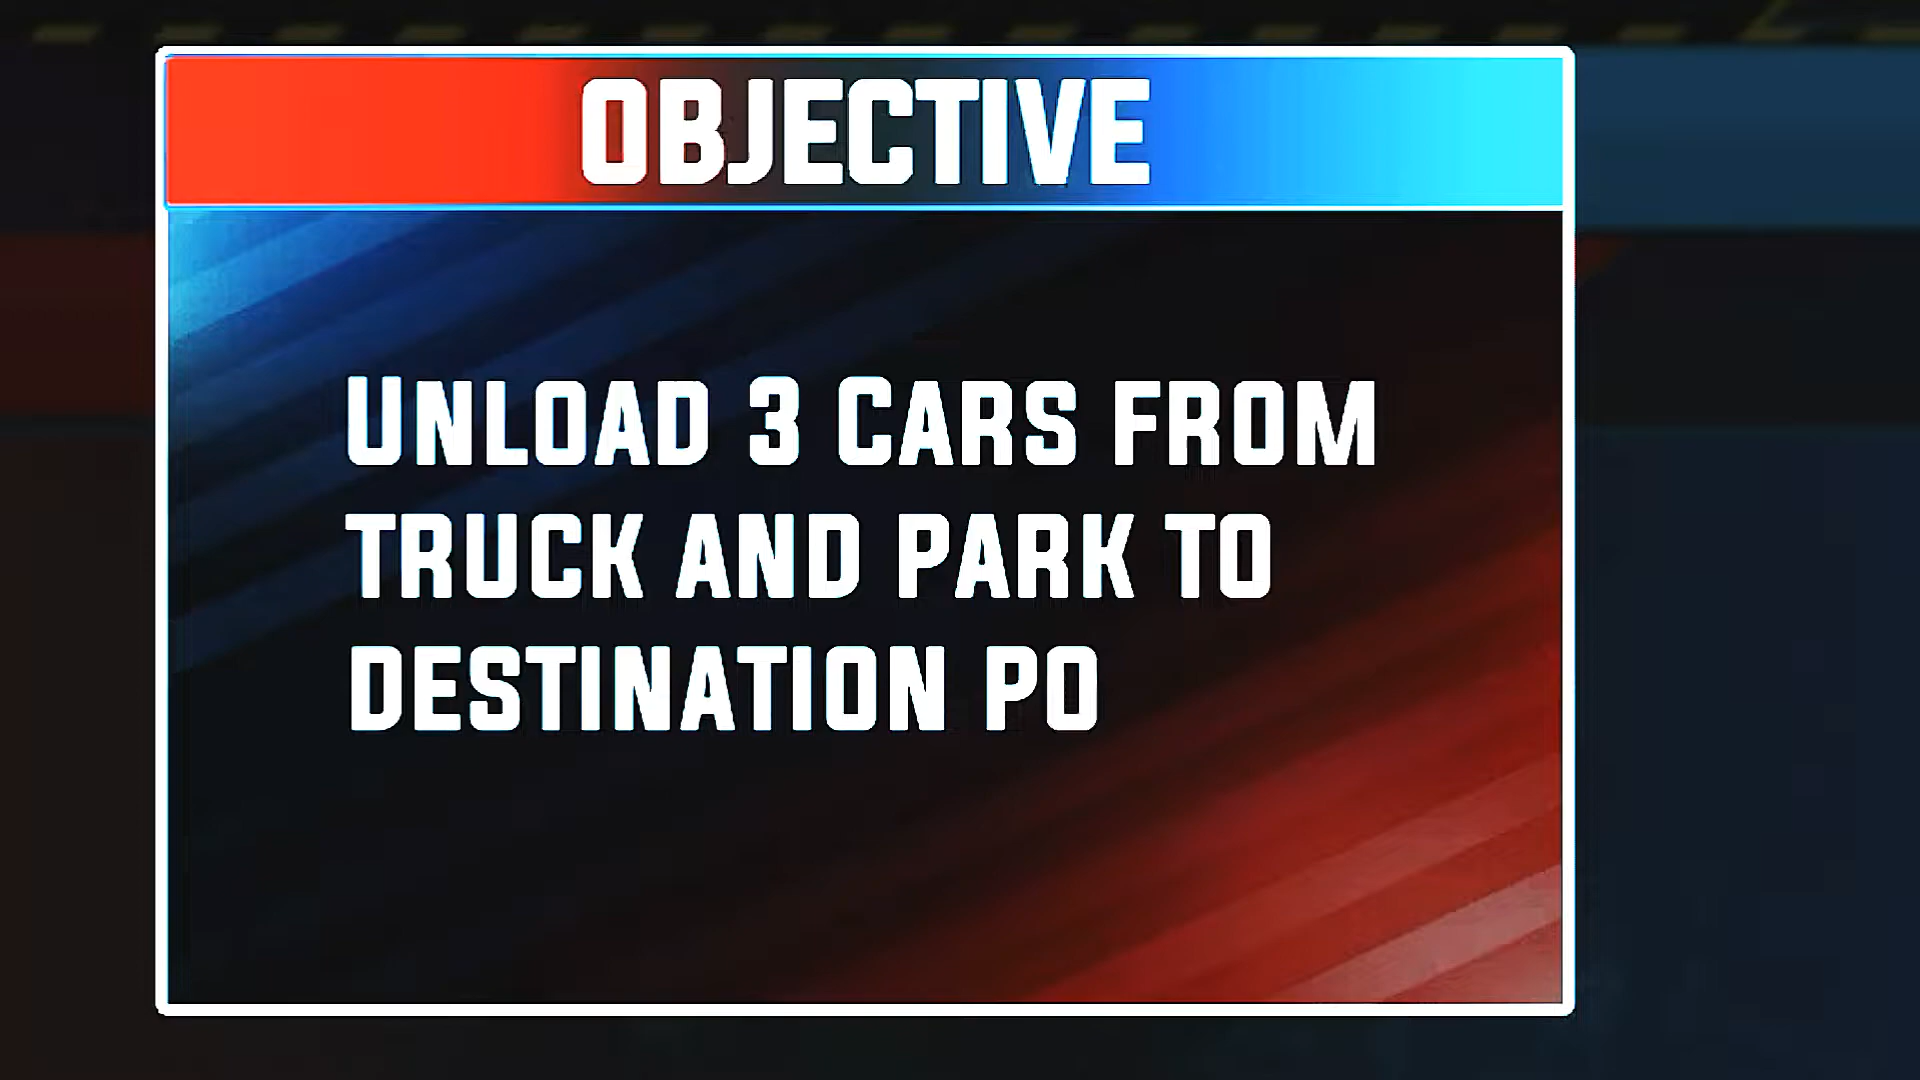 OBJECTIVE
UNLOAD 3 CARS FROM
TRUCK AND PARK TO
DESTINATION PO